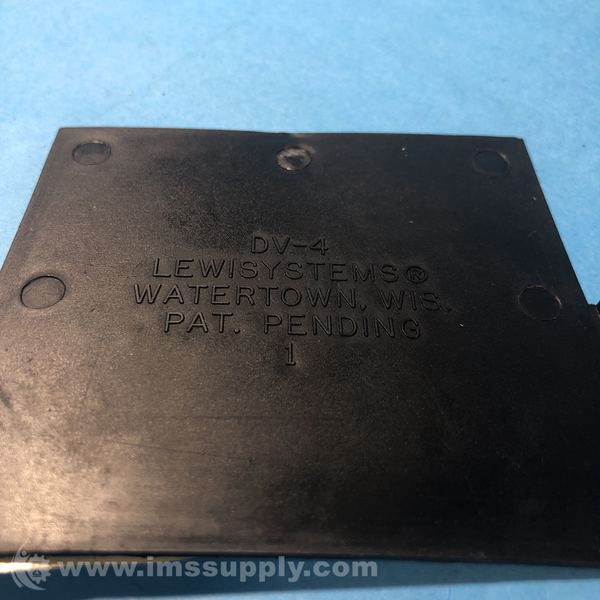 DV-4
LEWISYSTEMS®
WATERTOWN, WIS.
PAT. PENDING
1
www.imssupply.com